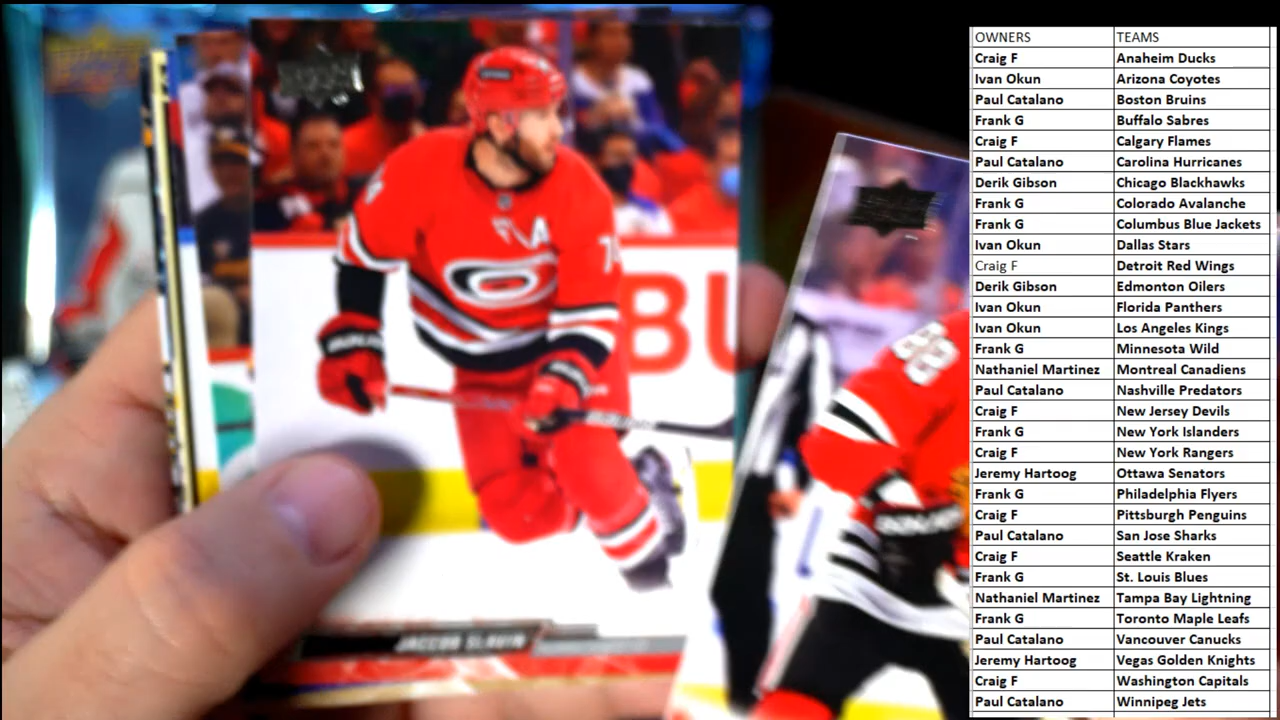 OWNERS TEAMS
Craig F Anaheim Ducks
Ivan Okun Arizona Coyotes
Paul Catalano Boston Bruins
Frank G Buffalo Sabres
Craig F Calgary Flames
Paul Catalano Carolina Hurricanes
Derik Gibson Chicago Blackhawks
Frank G Colorado Avalanche
Frank G Columbus Blue Jackets
Ivan Okun Dallas Stars
Craig F Detroit Red Wings
Derik Gibson Edmonton Oilers
Ivan Okun Florida Panthers
Ivan Okun Los Angeles Kings
Frank G Minnesota Wild
Nathaniel Martinez Montreal Canadiens
Paul Catalano Nashville Predators
Craig F New Jersey Devils
Frank G New York Islanders
Craig F New York Rangers
Jeremy Hartoog Ottawa Senators
Frank G Philadelphia Flyers
Craig F Pittsburgh Penguins
Paul Catalano San Jose Sharks
Craig F Seattle Kraken
Frank G St. Louis Blues
Nathaniel Martinez Tampa Bay Lightning
Frank G Toronto Maple Leafs
Paul Catalano Vancouver Canucks
Jeremy Hartoog Vegas Golden Knights
Craig F Washington Capitals
Paul Catalano Winnipeg Jets
A
BU
JACCOB SLAVIN